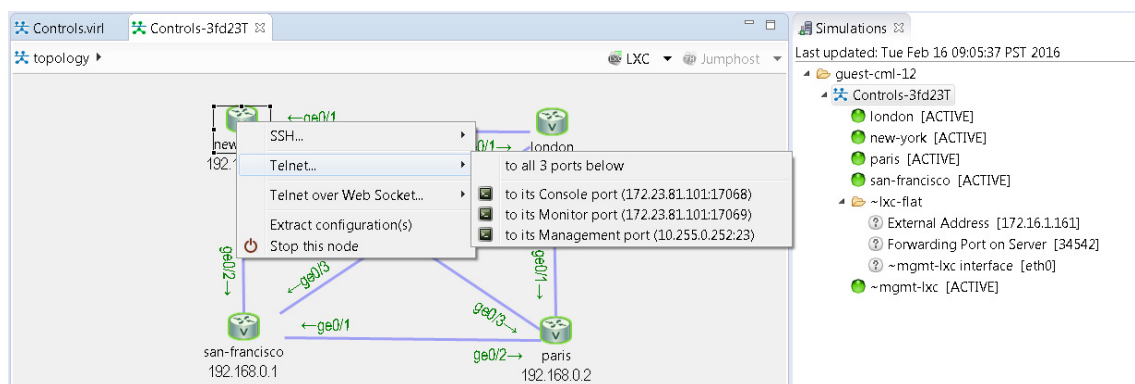 Controls.virl
Controls-3fd23T
topology
LXC
Jumphost
←ge0/1
new
192.1
SSH...
Telnet...
Telnet over Web Socket...
Extract configuration(s)
Stop this node
0/1→
london
to all 3 ports below
to its Console port (172.23.81.101:17068)
to its Monitor port (172.23.81.101:17069)
to its Management port (10.255.0.252:23)
ge0/2→
←ge0/3
ge0/1→
ge0/3→
←ge0/1
ge0/2→
san-francisco
192.168.0.1
paris
192.168.0.2
Simulations
Last updated: Tue Feb 16 09:05:37 PST 2016
guest-cml-12
Controls-3fd23T
london [ACTIVE]
new-york [ACTIVE]
paris [ACTIVE]
san-francisco [ACTIVE]
~lxc-flat
External Address [172.16.1.161]
Forwarding Port on Server [34542]
~mgmt-lxc interface [eth0]
~mgmt-lxc [ACTIVE]